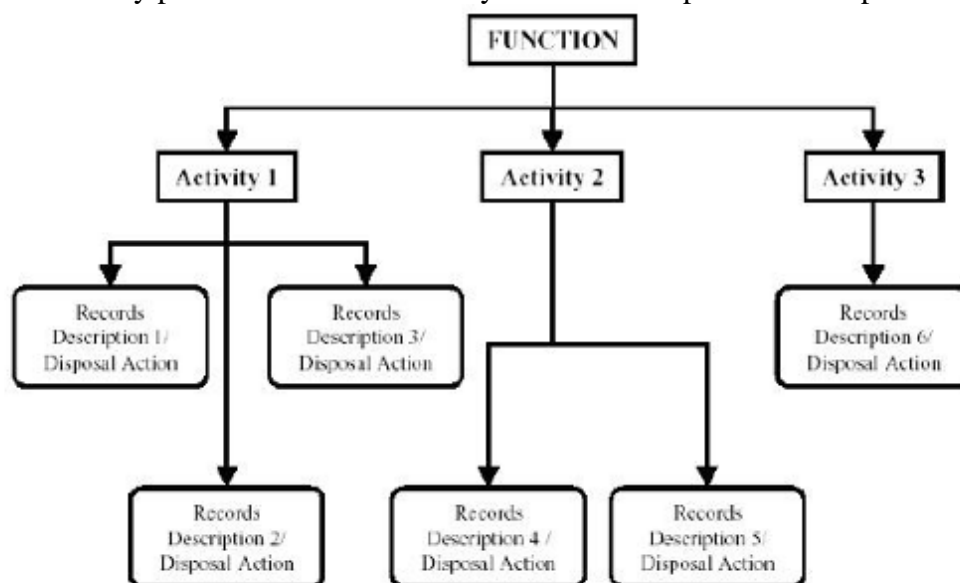 FUNCTION
Activity 1
Activity 2
Activity 3
Records
Description 1/
Disposal Action
Records
Description 3/
Disposal Action
Records
Description 6/
Disposal Action
Records
Description 2/
Disposal Action
Records
Description 4 /
Disposal Action
Records
Description 5/
Disposal Action